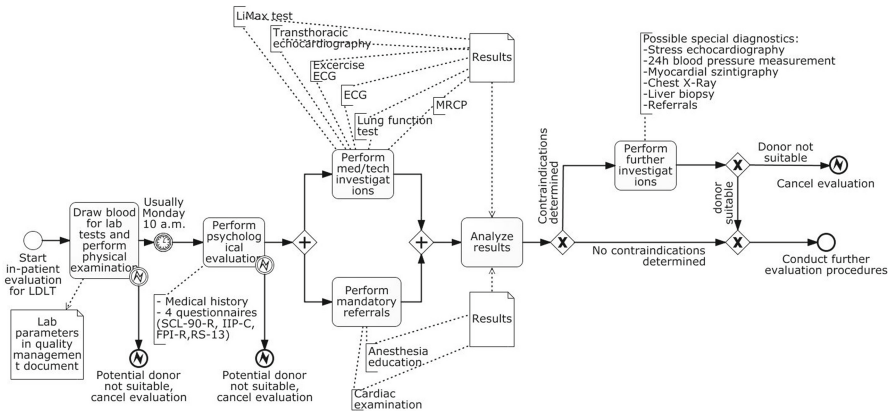 LiMax test
Transthoracic
echocardiography
Excercise
ECG
ECG
Lung function
test
MRCP
Results
Possible special diagnostics:
-Stress echocardiography
-24h blood pressure measurement
-Myocardial szintigraphy
-Chest X-Ray
-Liver biopsy
-Referrals
Perform
med/tech
investigat
ions
Contraindications
determined
Perform
further
investigat
ions
X
Donor not
suitable
Cancel evaluation
donor
suitable
Start
in-patient
evaluation
for LDLT
Draw blood
for lab
tests and
perform
physical
examination
Usually
Monday
10 a.m.
Perform
psycholog
ical
evaluation
Analyze
results
X
No contraindications
determined
X
Conduct further
evaluation procedures
Lab
parameters
in quality
managemen
t document
- Medical history
- 4 questionnaires
(SCL-90-R, IIP-C,
FPI-R,RS-13)
Perform
mandatory
referrals
Results
Anesthesia
education
Cardiac
examination
Potential donor
not suitable,
cancel evaluation
Potential donor
not suitable,
cancel evaluation